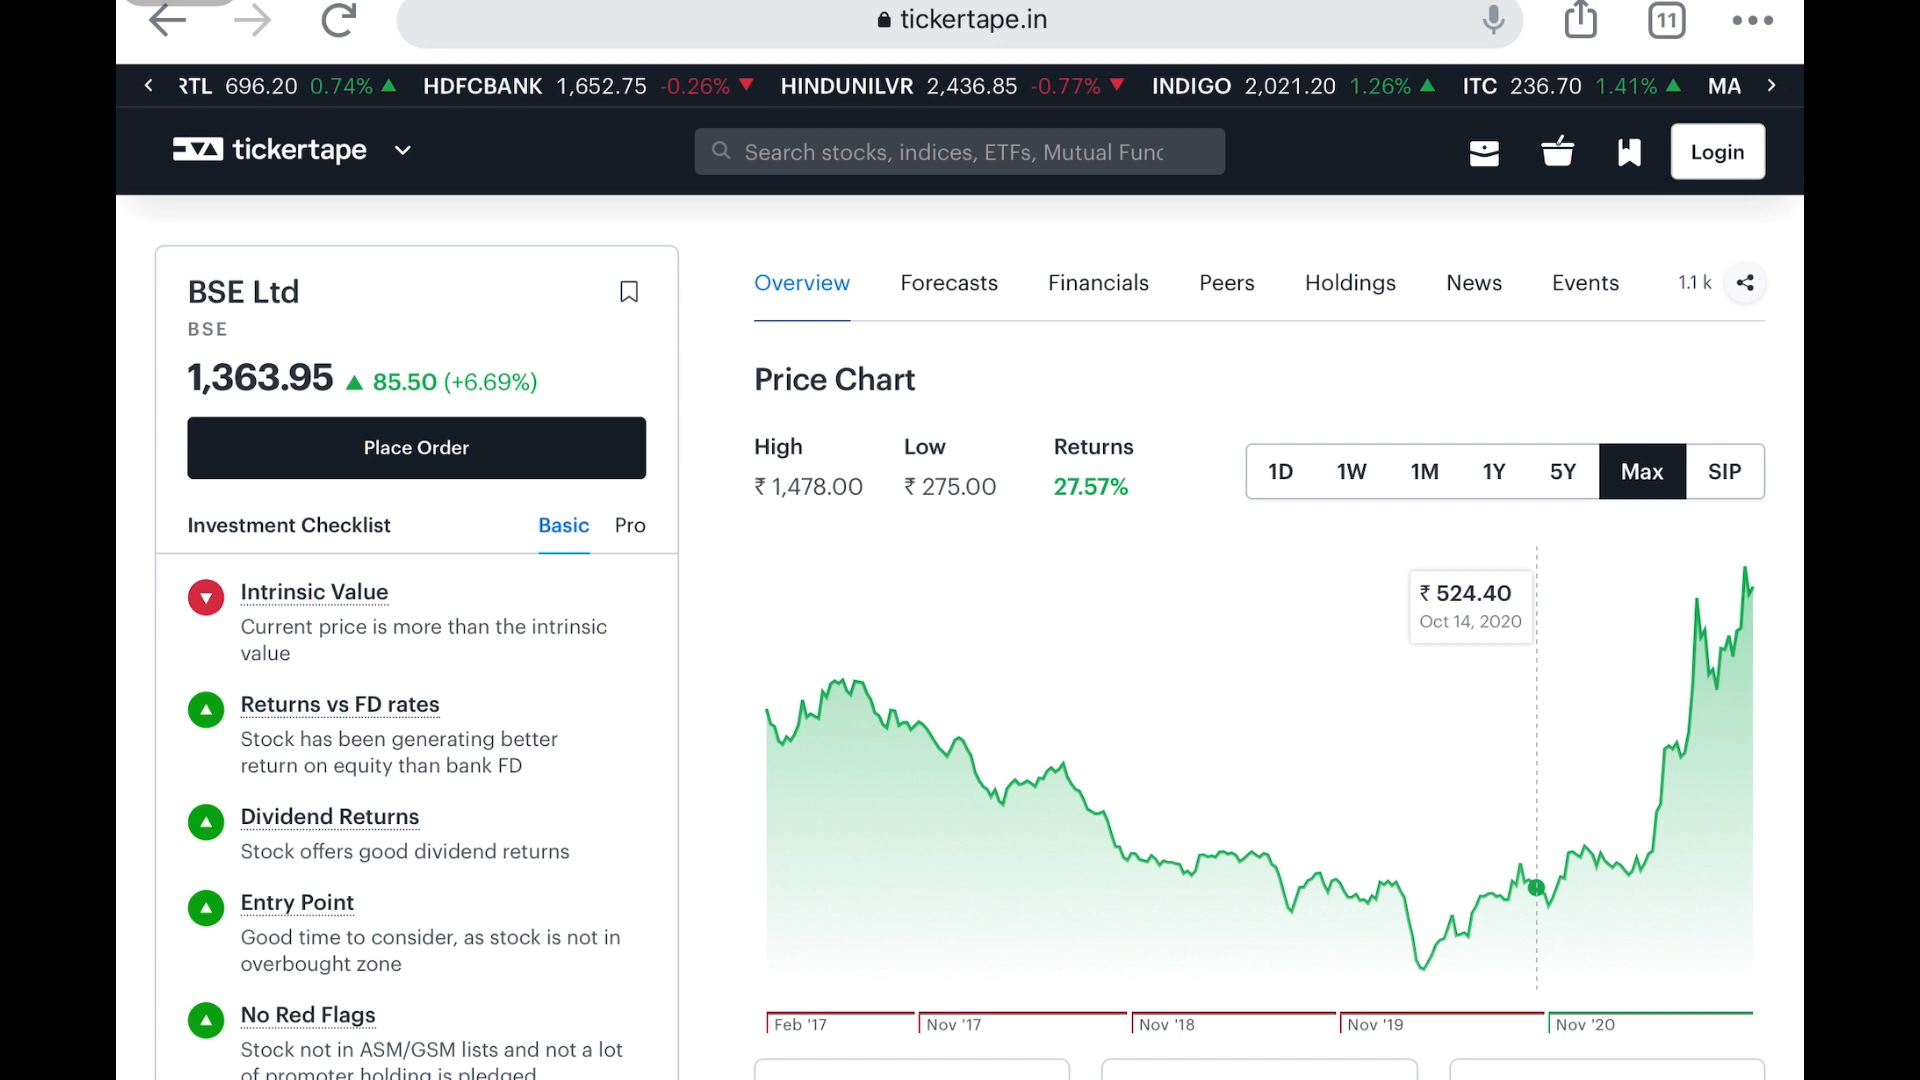 tickertape.in
11
RTL 696.20 0.74% HDFCBANK 1,652.75 -0.26% HINDUNILVR 2,436.85 -0.77% INDIGO 2,021.20 1.26% ITC 236.70 1.41% MA
tickertape
Search stocks, indices, ETFs, Mutual Func
Login
BSE Ltd
BSE
1,363.95 85.50 (+6.69%)
Place Order
Investment Checklist Basic Pro
Intrinsic Value
Current price is more than the intrinsic
value
Returns vs FD rates
Stock has been generating better
return on equity than bank FD
Dividend Returns
Stock offers good dividend returns
Entry Point
Good time to consider, as stock is not in
overbought zone
No Red Flags
Stock not in ASM/GSM lists and not a lot
of promoter holding is pledged
Overview Forecasts Financials Peers Holdings News Events 1.1 k
Price Chart
High Low Returns
₹ 1,478.00 ₹ 275.00 27.57%
1D 1W 1M 1Y 5Y Max SIP
₹ 524.40
Oct 14, 2020
Feb '17 Nov '17 Nov '18 Nov '19 Nov '20